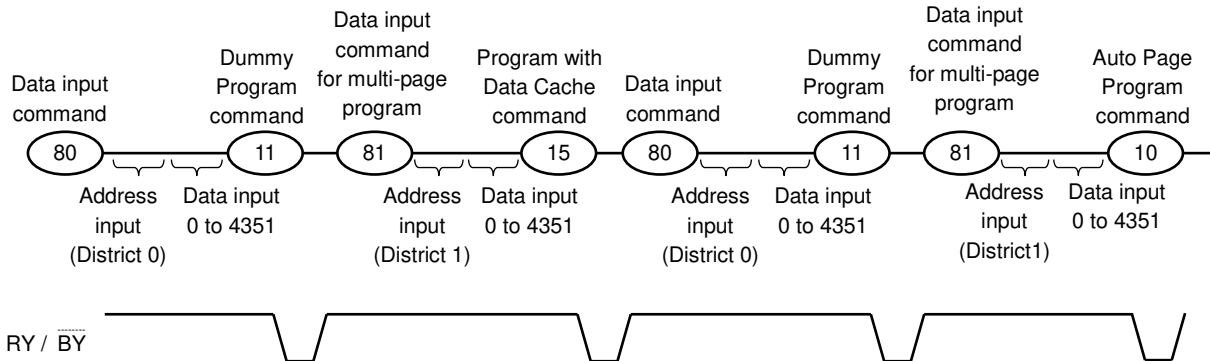 Data input
command
80
Address
input
(District 0)
Data input
0 to 4351
Dummy
Program
command
11
Data input
command
for multi-page
program
81
Address
input
(District 1)
Data input
0 to 4351
Program with
Data Cache
command
15
Data input
command
80
Address
input
(District 0)
Data input
0 to 4351
Dummy
Program
command
11
Data input
command
for multi-page
program
81
Address
input
(District1)
Data input
0 to 4351
Auto Page
Program
command
10
RY / BY